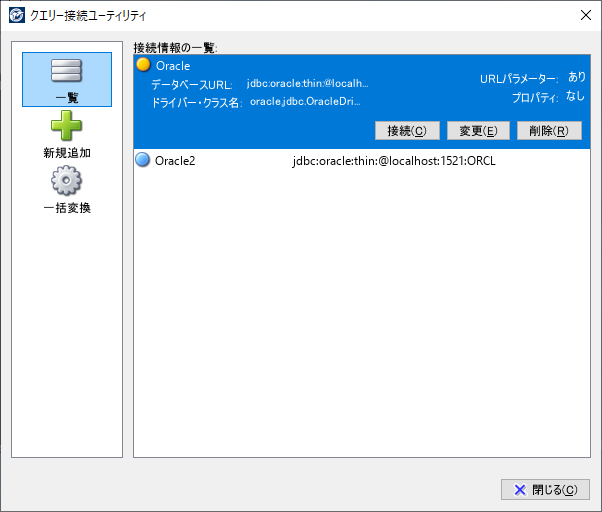 クエリー接続ユーティリティ
接続情報の一覧:
一覧
新規追加
一括変換
Oracle
データベースURL: jdbc:oracle:thin:@localh...
URLパラメーター: あり
ドライバー・クラス名: oracle.jdbc.OracleDri...
プロパティ: なし
接続(C) 変更(E) 削除(R)
Oracle2 jdbc:oracle:thin:@localhost:1521:ORCL
閉じる(C)